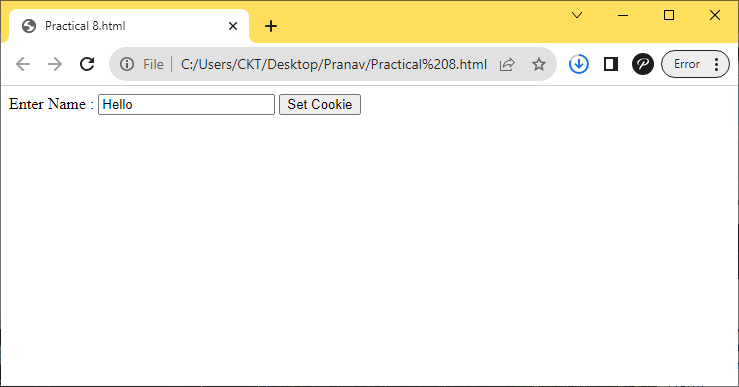 Practical 8.html
File C:/Users/CKT/Desktop/Pranav/Practical%208.html Error
Enter Name : Hello Set Cookie